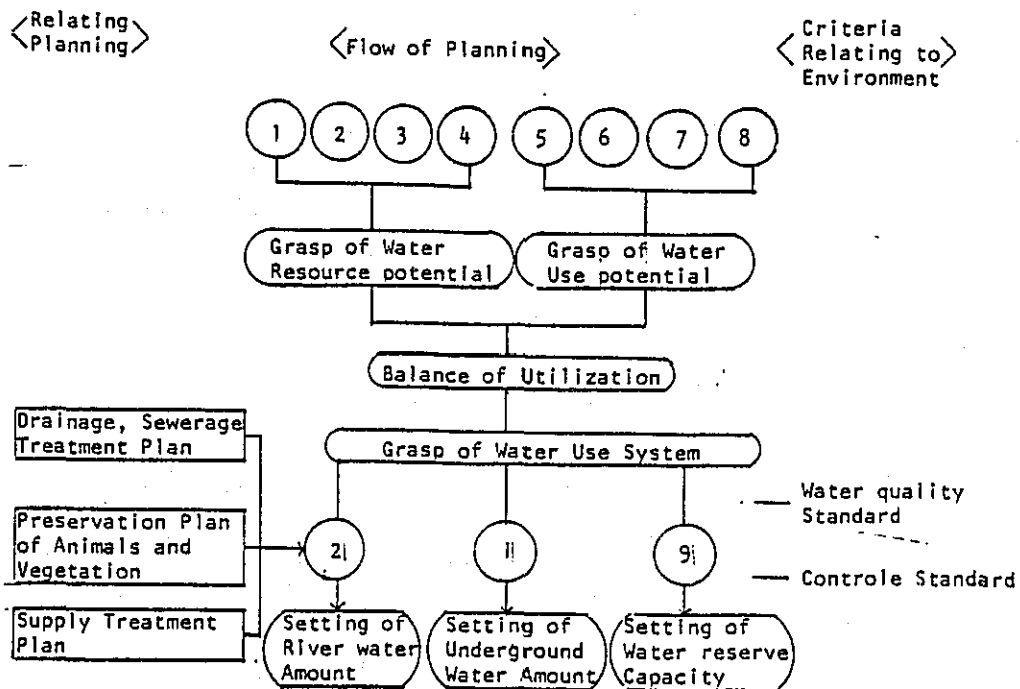 <Relating
Planning>
<Flow of Planning>
<Criteria
Relating to
Environment>
1 2 3 4 5 6 7 8
Grasp of Water
Resource potential
Grasp of Water
Use potential
Balance of Utilization
Drainage, Sewerage
Treatment Plan
Grasp of Water Use System
Water quality
Standard
Preservation Plan
of Animals and
Vegetation
2 1 9
Controle Standard
Supply Treatment
Plan
Setting of
River water
Amount
Setting of
Underground
Water Amount
Setting of
Water reserve
Capacity